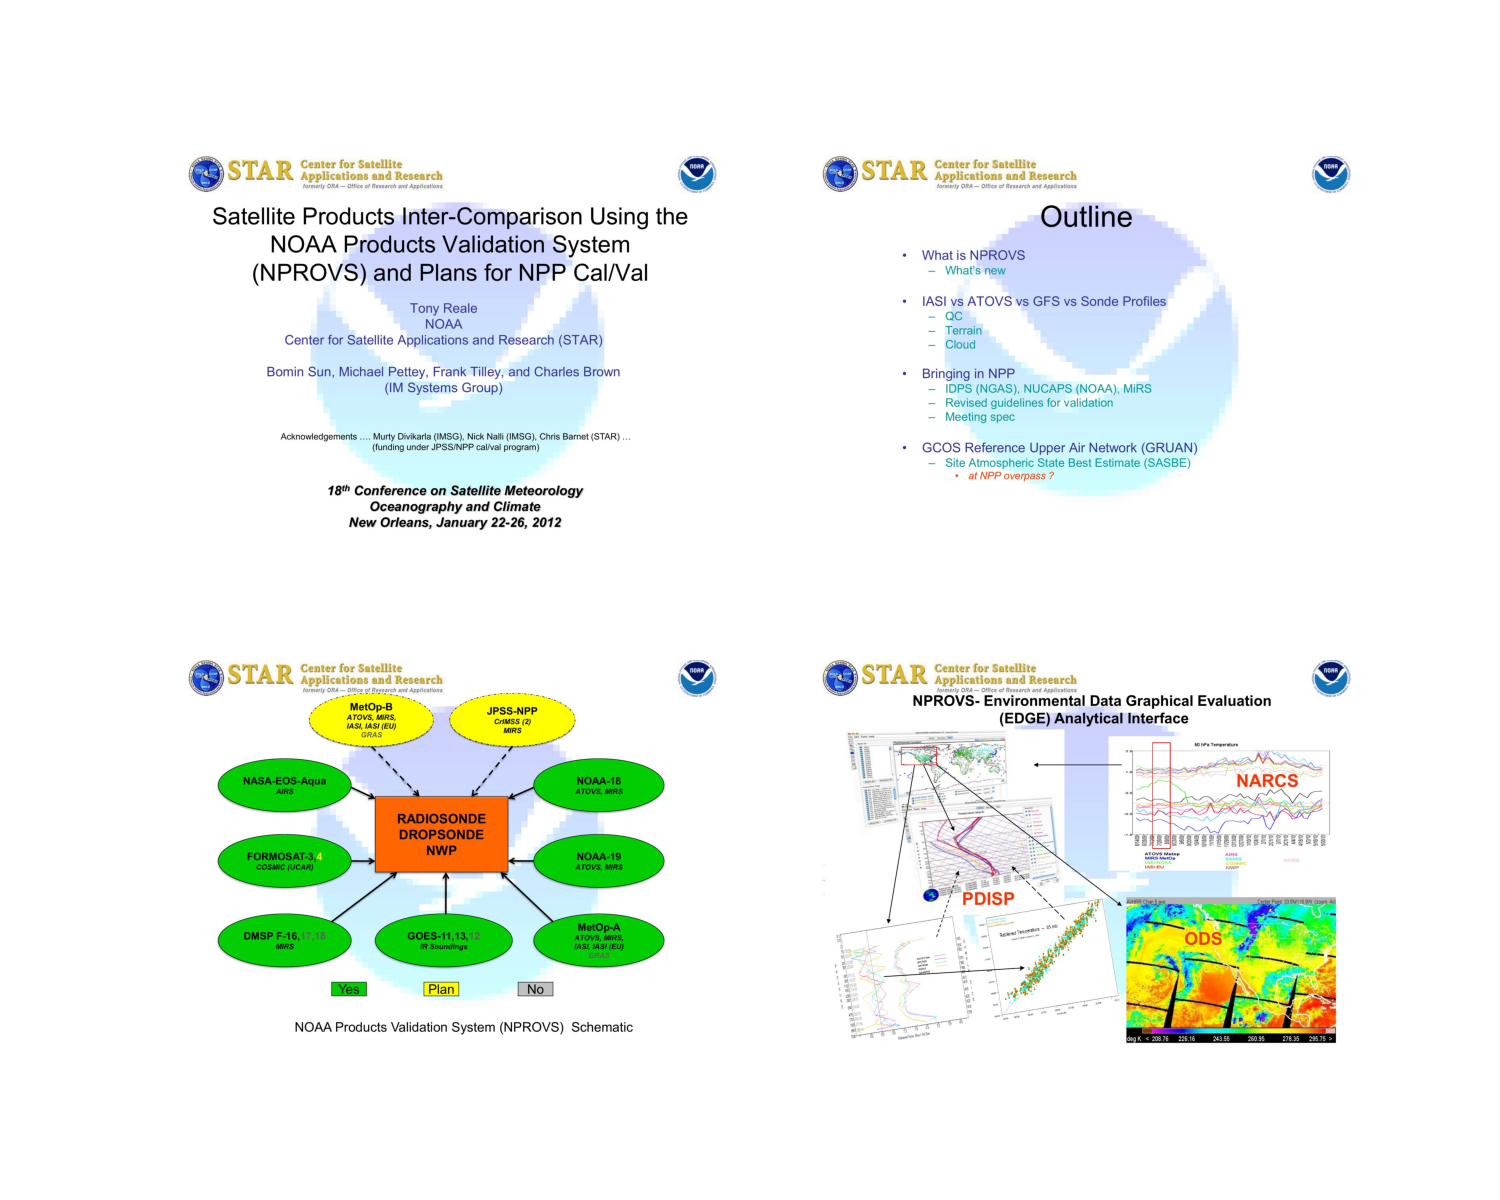 STAR Center for Satellite
Applications and Research
formerly ORA — Office of Research and Applications
NOAA
Satellite Products Inter-Comparison Using the
NOAA Products Validation System
(NPROVS) and Plans for NPP Cal/Val
Tony Reale
NOAA
Center for Satellite Applications and Research (STAR)
Bomin Sun, Michael Pettey, Frank Tilley, and Charles Brown
(IM Systems Group)
Acknowledgements …. Murty Divikarla (IMSG), Nick Nalli (IMSG), Chris Barnet (STAR) …
(funding under JPSS/NPP cal/val program)
18th Conference on Satellite Meteorology
Oceanography and Climate
New Orleans, January 22-26, 2012
STAR Center for Satellite
Applications and Research
formerly ORA — Office of Research and Applications
NOAA
Outline
• What is NPROVS
– What's new
• IASI vs ATOVS vs GFS vs Sonde Profiles
– QC
– Terrain
– Cloud
• Bringing in NPP
– IDPS (NGAS), NUCAPS (NOAA), MiRS
– Revised guidelines for validation
– Meeting spec
• GCOS Reference Upper Air Network (GRUAN)
– Site Atmospheric State Best Estimate (SASBE)
• at NPP overpass ?
STAR Center for Satellite
Applications and Research
formerly ORA — Office of Research and Applications
NOAA
MetOp-B
ATOVS, MIRS,
IASI, IASI (EU)
GRAS
JPSS-NPP
CrIMSS (2)
MIRS
NASA-EOS-Aqua
AIRS
NOAA-18
ATOVS, MIRS
RADIOSONDE
DROPSONDE
NWP
FORMOSAT-3,4
COSMIC (UCAR)
NOAA-19
ATOVS, MIRS
DMSP F-16,17,18
MIRS
GOES-11,13,12
IR Soundings
MetOp-A
ATOVS, MIRS,
IASI, IASI (EU)
GRAS
Yes
Plan
No
NOAA Products Validation System (NPROVS) Schematic
STAR Center for Satellite
Applications and Research
formerly ORA — Office of Research and Applications
NOAA
NPROVS- Environmental Data Graphical Evaluation
(EDGE) Analytical Interface
50 hPa Temperature
NARCS
ATOVS Metop
MIRS MetOp
IASI-EU
AIRS
COSMIC
NWP
PDISP
ODS
deg K < 208.76 226.16 243.55 260.95 278.35 295.75 >